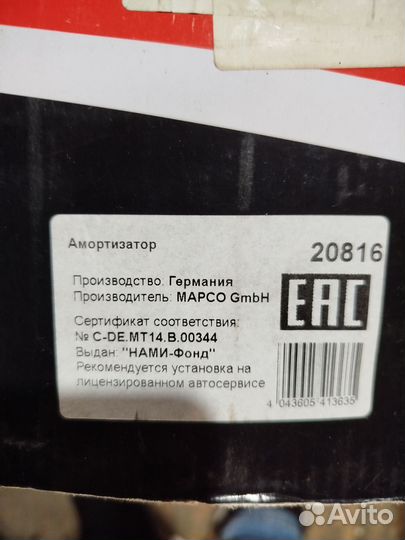 Амортизатор
20816
Производство: Германия
Производитель: MAPCO GmbH
EAC
Сертификат соответствия:
№ C-DE.MT14.B.00344
Выдан: "НАМИ-Фонд"
Рекомендуется установка на
лицензированном автосервисе
4 043605 413635
Avito